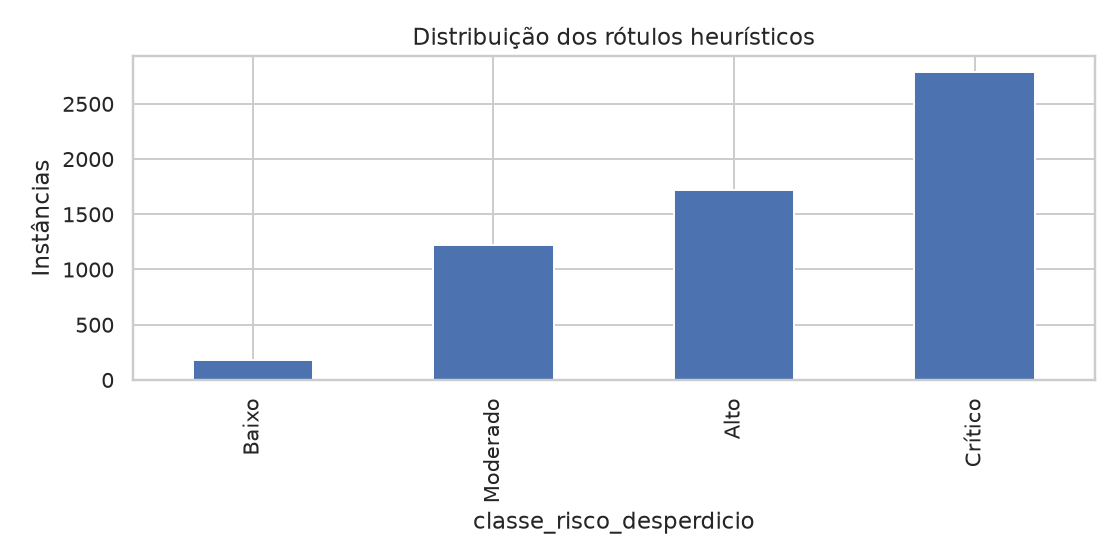 Distribuição dos rótulos heurísticos
Instâncias
2500
2000
1500
1000
500
0
Baixo
Moderado
Alto
Crítico
classe_risco_desperdicio